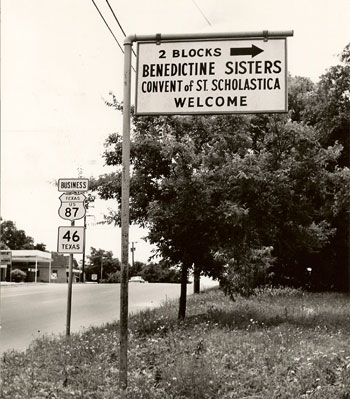 2 BLOCKS
BENEDICTINE SISTERS
CONVENT of ST. SCHOLASTICA
WELCOME
BUSINESS
TEXAS
US
87
46
TEXAS